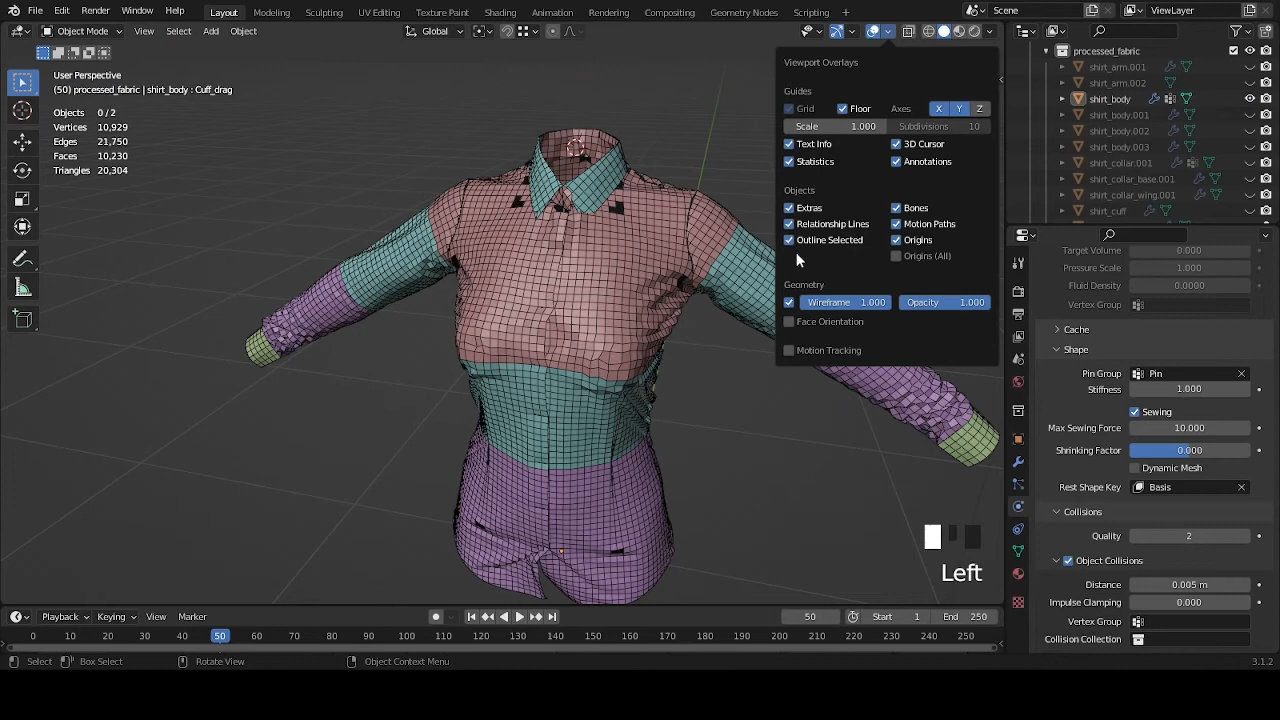 File Edit Render Window Help Layout Modeling Sculpting UV Editing Texture Paint Shading Animation Rendering Compositing Geometry Nodes Scripting + Scene ViewLayer
Object Mode View Select Add Object Global
User Perspective
(50) processed_fabric | shirt_body : Cuff_drag
Objects 0 / 2
Vertices 10,929
Edges 21,750
Faces 10,230
Triangles 20,304
Viewport Overlays
Guides
Grid Floor Axes X Y Z
Scale 1.000 Subdivisions 10
Text Info 3D Cursor
Statistics Annotations
Objects
Extras Bones
Relationship Lines Motion Paths
Outline Selected Origins
Origins (All)
Geometry
Wireframe 1.000 Opacity 1.000
Face Orientation
Motion Tracking
Left
processed_fabric
shirt_arm.001
shirt_arm.002
shirt_body
shirt_body.001
shirt_body.002
shirt_body.003
shirt_collar.001
shirt_collar_base.001
shirt_collar_wing.001
shirt_cuff
Target Volume 0.000
Pressure Scale 1.000
Fluid Density 0.0000
Vertex Group
Cache
Shape
Pin Group Pin
Stiffness 1.000
Sewing
Max Sewing Force 10.000
Shrinking Factor 0.000
Dynamic Mesh
Rest Shape Key Basis
Collisions
Quality 2
Object Collisions
Distance 0.005 m
Impulse Clamping 0.000
Vertex Group
Collision Collection
Playback Keying View Marker 50 Start 1 End 250
0 10 20 30 40 50 60 70 80 90 100 110 120 130 140 150 160 170 180 190 200 210 220 230 240 250
Select Box Select Rotate View Object Context Menu 3.1.2